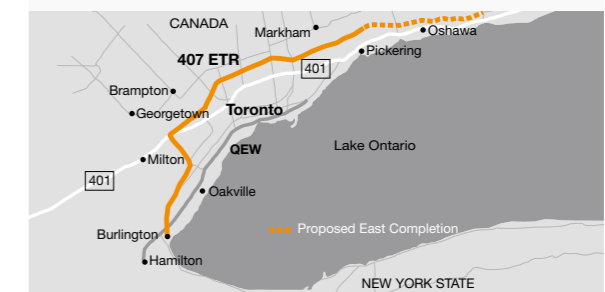 CANADA
Markham
Oshawa
Pickering
407 ETR
401
Brampton
Georgetown
Toronto
QEW
Lake Ontario
Milton
401
Oakville
Burlington
Proposed East Completion
Hamilton
NEW YORK STATE